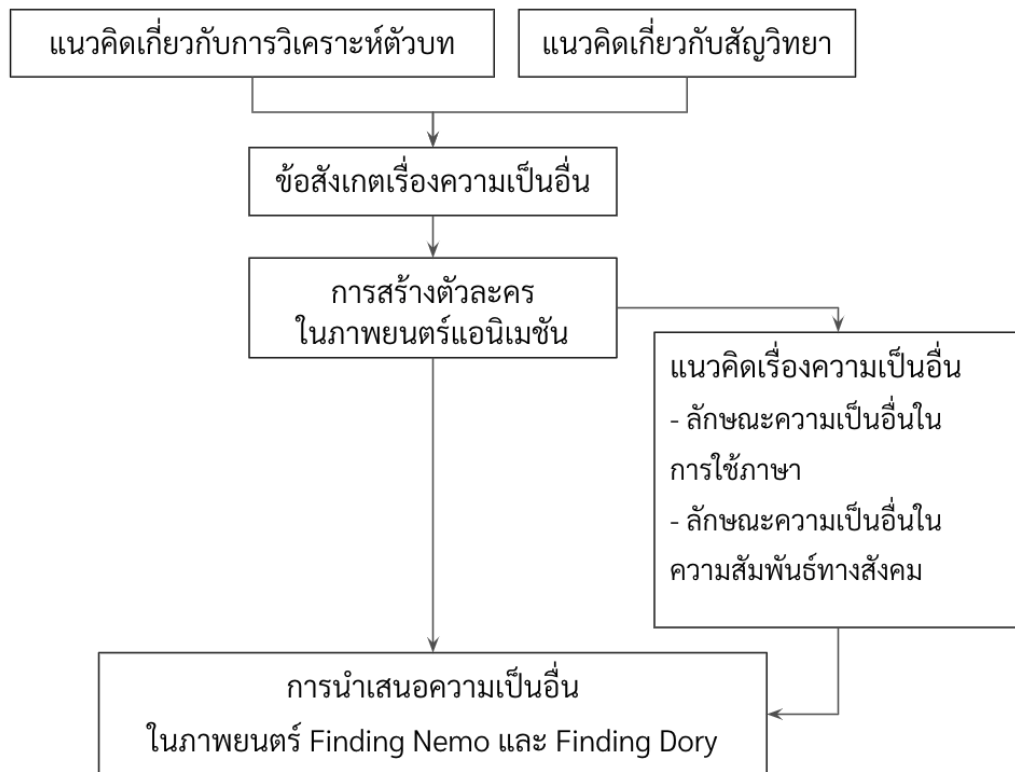 แนวคิดเกี่ยวกับการวิเคราะห์ตัวบท
แนวคิดเกี่ยวกับสัญวิทยา
ข้อสังเกตเรื่องความเป็นอื่น
การสร้างตัวละคร
ในภาพยนตร์แอนิเมชัน
แนวคิดเรื่องความเป็นอื่น
- ลักษณะความเป็นอื่นใน
การใช้ภาษา
- ลักษณะความเป็นอื่นใน
ความสัมพันธ์ทางสังคม
การนำเสนอความเป็นอื่น
ในภาพยนตร์ Finding Nemo และ Finding Dory